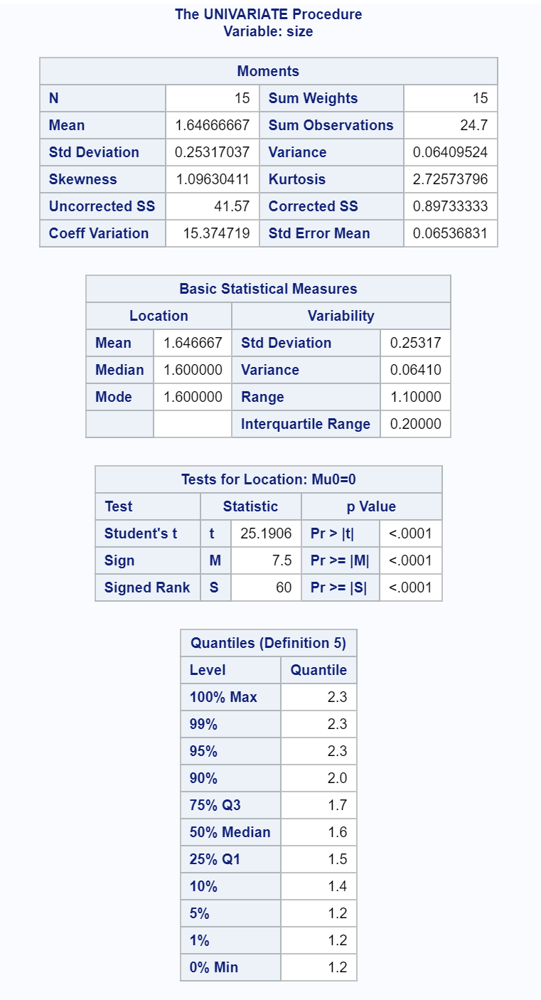 The UNIVARIATE Procedure
Variable: size
Moments
N 15 Sum Weights 15
Mean 1.64666667 Sum Observations 24.7
Std Deviation 0.25317037 Variance 0.06409524
Skewness 1.09630411 Kurtosis 2.72573796
Uncorrected SS 41.57 Corrected SS 0.89733333
Coeff Variation 15.374719 Std Error Mean 0.06536831
Basic Statistical Measures
Location Variability
Mean 1.646667 Std Deviation 0.25317
Median 1.600000 Variance 0.06410
Mode 1.600000 Range 1.10000
Interquartile Range 0.20000
Tests for Location: Mu0=0
Test Statistic p Value
Student's t t 25.1906 Pr > |t| <.0001
Sign M 7.5 Pr >= |M| <.0001
Signed Rank S 60 Pr >= |S| <.0001
Quantiles (Definition 5)
Level Quantile
100% Max 2.3
99% 2.3
95% 2.3
90% 2.0
75% Q3 1.7
50% Median 1.6
25% Q1 1.5
10% 1.4
5% 1.2
1% 1.2
0% Min 1.2